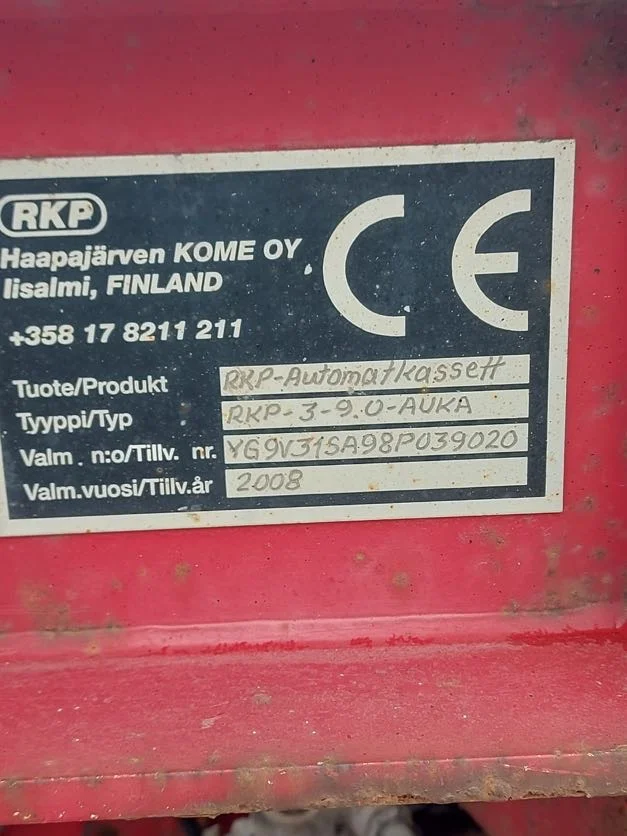 RKP
Haapajärven KOME OY
Iisalmi, FINLAND
+358 17 8211 211
CE
Tuote/Produkt RKP-Automatkassett
Tyyppi/Typ RKP-3-9.0-AUKA
Valm. n:o/Tillv. nr. YG9V31SA98P039020
Valm.vuosi/Tillv.år 2008